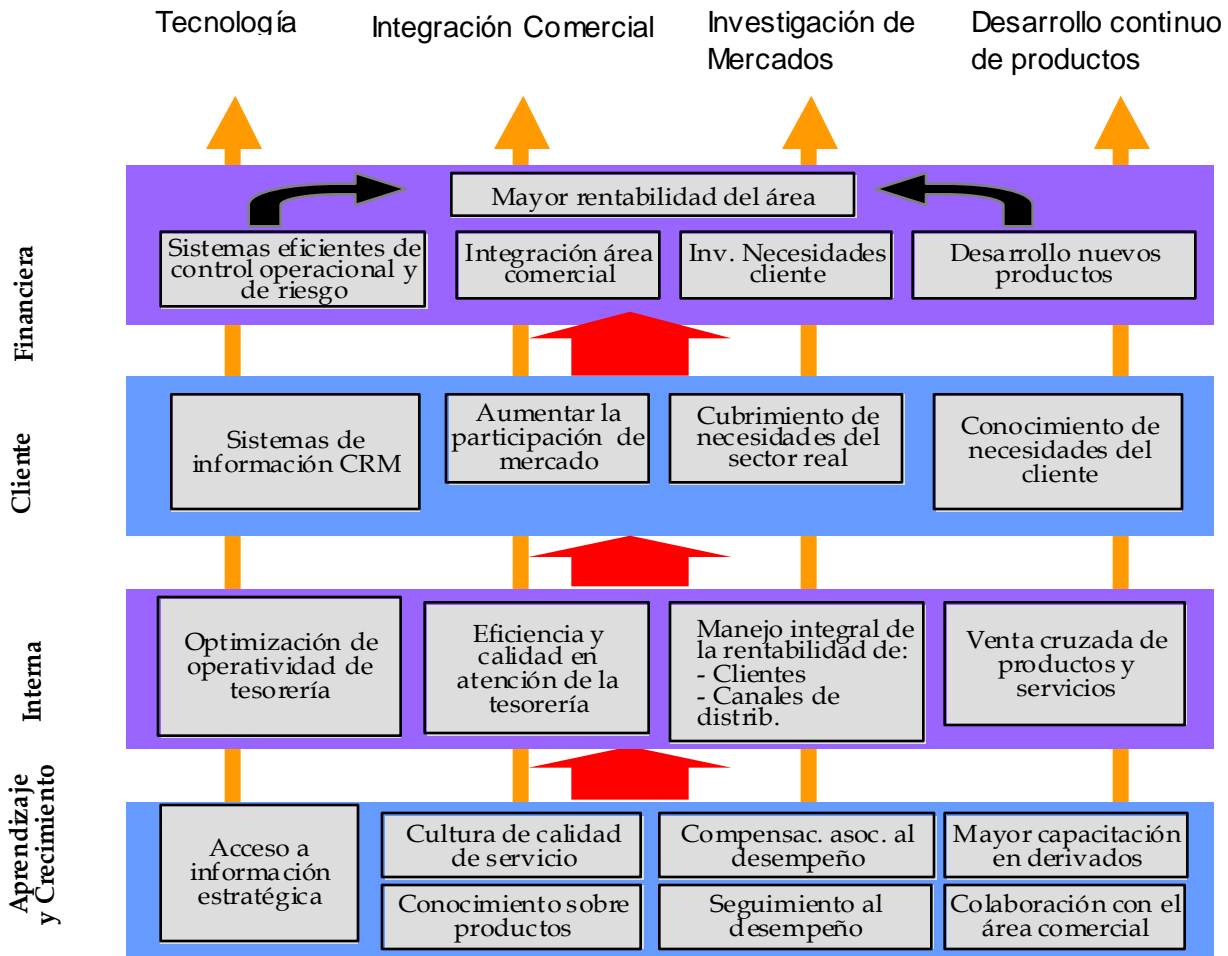 Tecnología
Integración Comercial
Investigación de
Mercados
Desarrollo continuo
de productos
Financiera
Mayor rentabilidad del área
Sistemas eficientes de
control operacional y
de riesgo
Integración área
comercial
Inv. Necesidades
cliente
Desarrollo nuevos
productos
Cliente
Sistemas de
información CRM
Aumentar la
participación de
mercado
Cubrimiento de
necesidades del
sector real
Conocimiento de
necesidades del
cliente
Interna
Optimización de
operatividad de
tesorería
Eficiencia y
calidad en
atención de la
tesorería
Manejo integral de
la rentabilidad de:
- Clientes
- Canales de
distrib.
Venta cruzada de
productos y
servicios
Aprendizaje
y Crecimiento
Acceso a
información
estratégica
Cultura de calidad
de servicio
Compensac. asoc. al
desempeño
Mayor capacitación
en derivados
Conocimiento sobre
productos
Seguimiento al
desempeño
Colaboración con el
área comercial